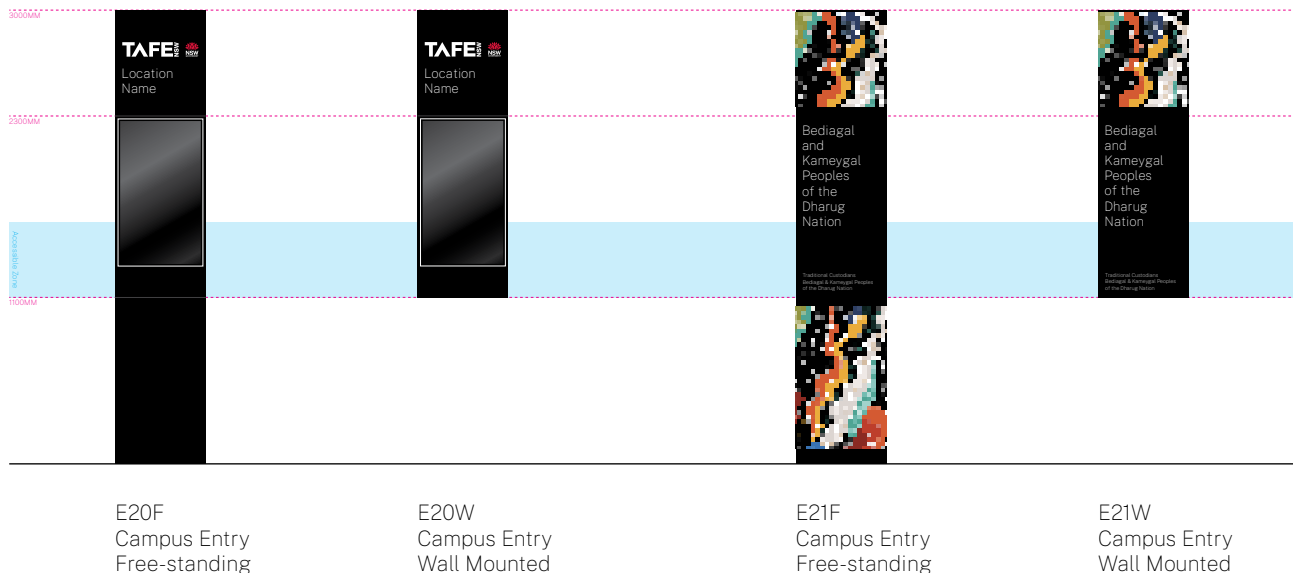 3000MM
TAFE NSW
NSW
Location
Name
TAFE NSW
NSW
Location
Name
2300MM
Bediagal
and
Kameygal
Peoples
of the
Dharug
Nation
Traditional Custodians
Bediagal & Kameygal Peoples
of the Dharug Nation
Bediagal
and
Kameygal
Peoples
of the
Dharug
Nation
Traditional Custodians
Bediagal & Kameygal Peoples
of the Dharug Nation
Accessible Zone
1100MM
E20F
Campus Entry
Free-standing
E20W
Campus Entry
Wall Mounted
E21F
Campus Entry
Free-standing
E21W
Campus Entry
Wall Mounted